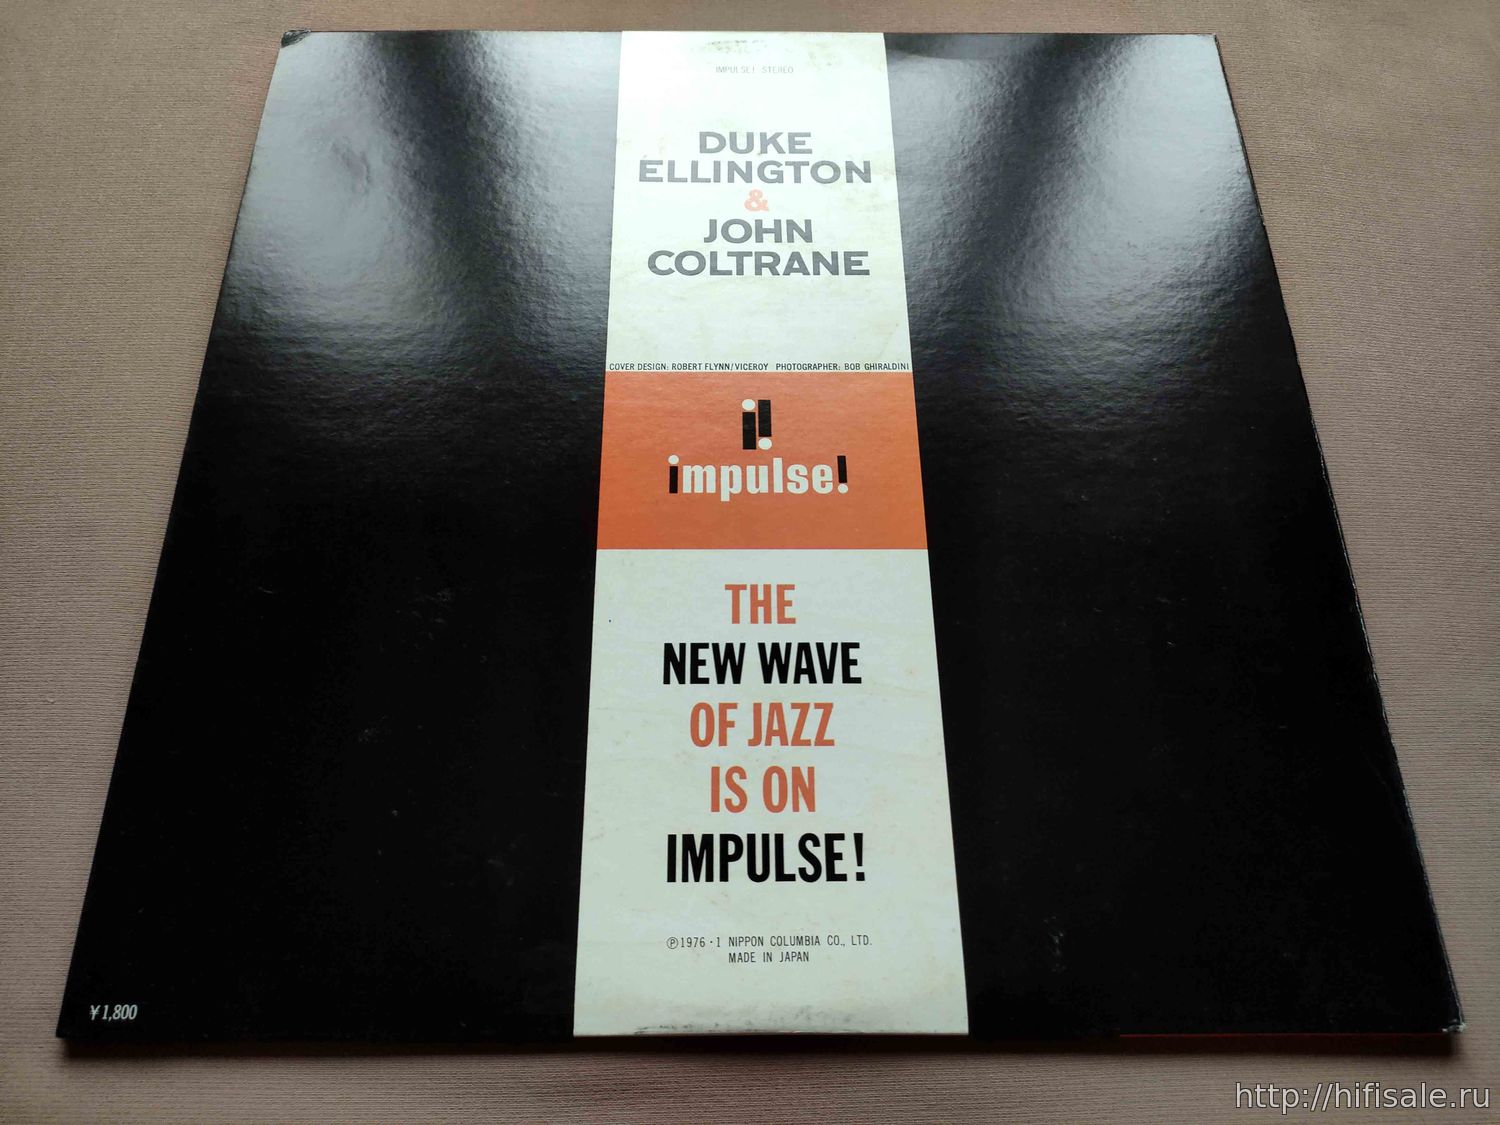 IMPULSE! STEREO
DUKE
ELLINGTON
&
JOHN
COLTRANE
COVER DESIGN: ROBERT FLYNN/VICEROY PHOTOGRAPHER: BOB GHIRALDINI
i!
impulse!
THE
NEW WAVE
OF JAZZ
IS ON
IMPULSE!
℗1976・1 NIPPON COLUMBIA CO., LTD.
MADE IN JAPAN
¥1,800
http://hifisale.ru